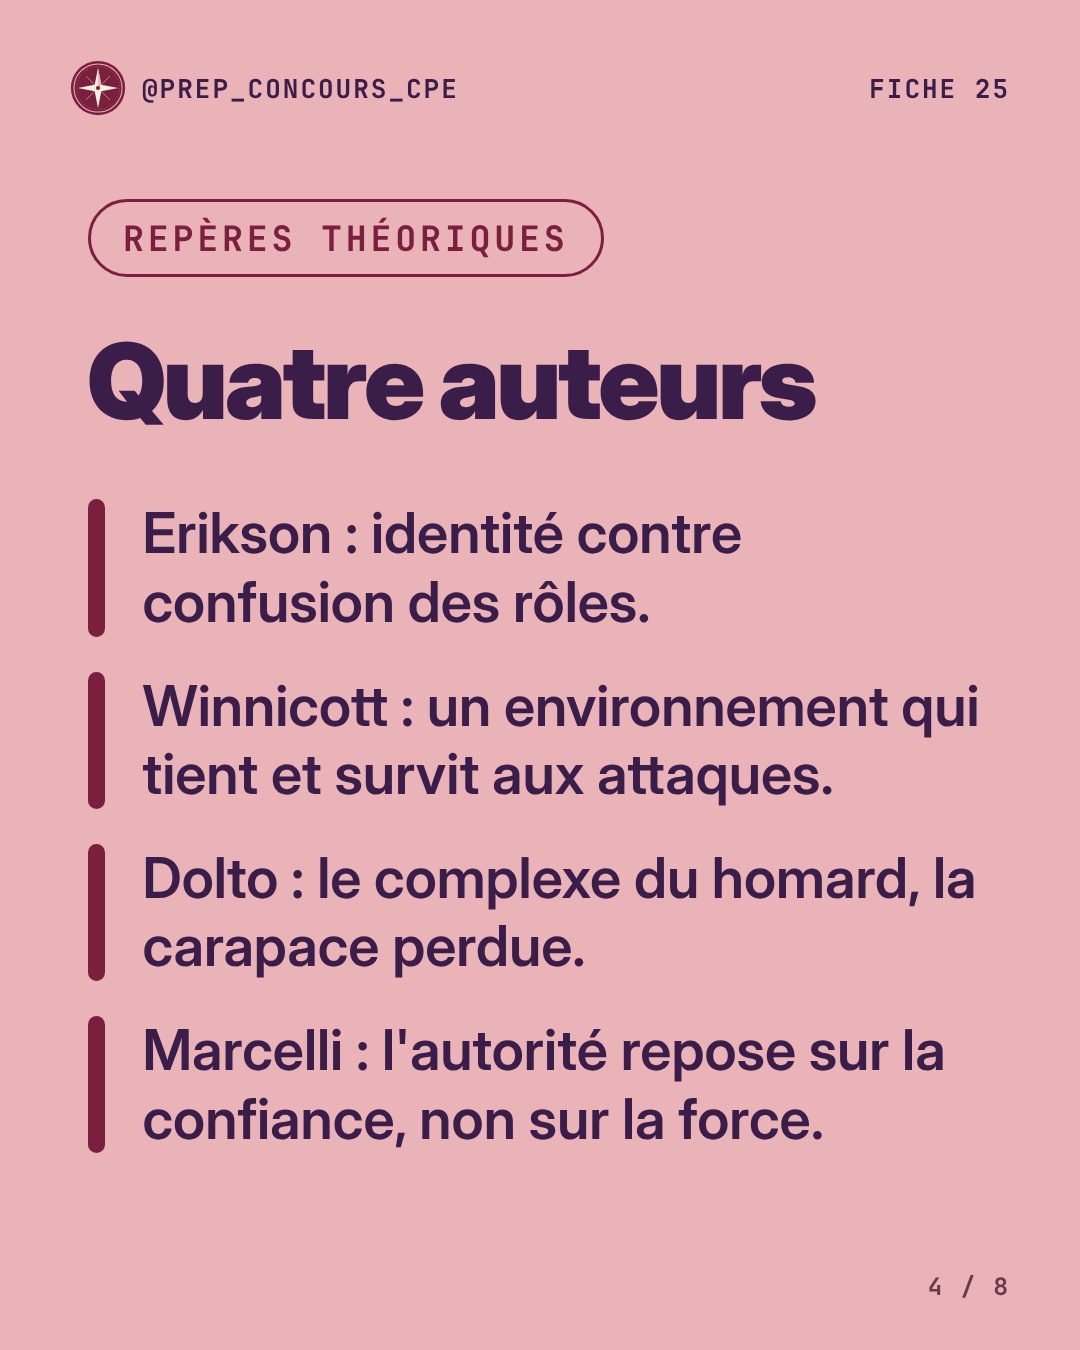 @PREP_CONCOURS_CPE
FICHE 25
REPÈRES THÉORIQUES
Quatre auteurs
Erikson : identité contre
confusion des rôles.
Winnicott : un environnement qui
tient et survit aux attaques.
Dolto : le complexe du homard, la
carapace perdue.
Marcelli : l'autorité repose sur la
confiance, non sur la force.
4 / 8